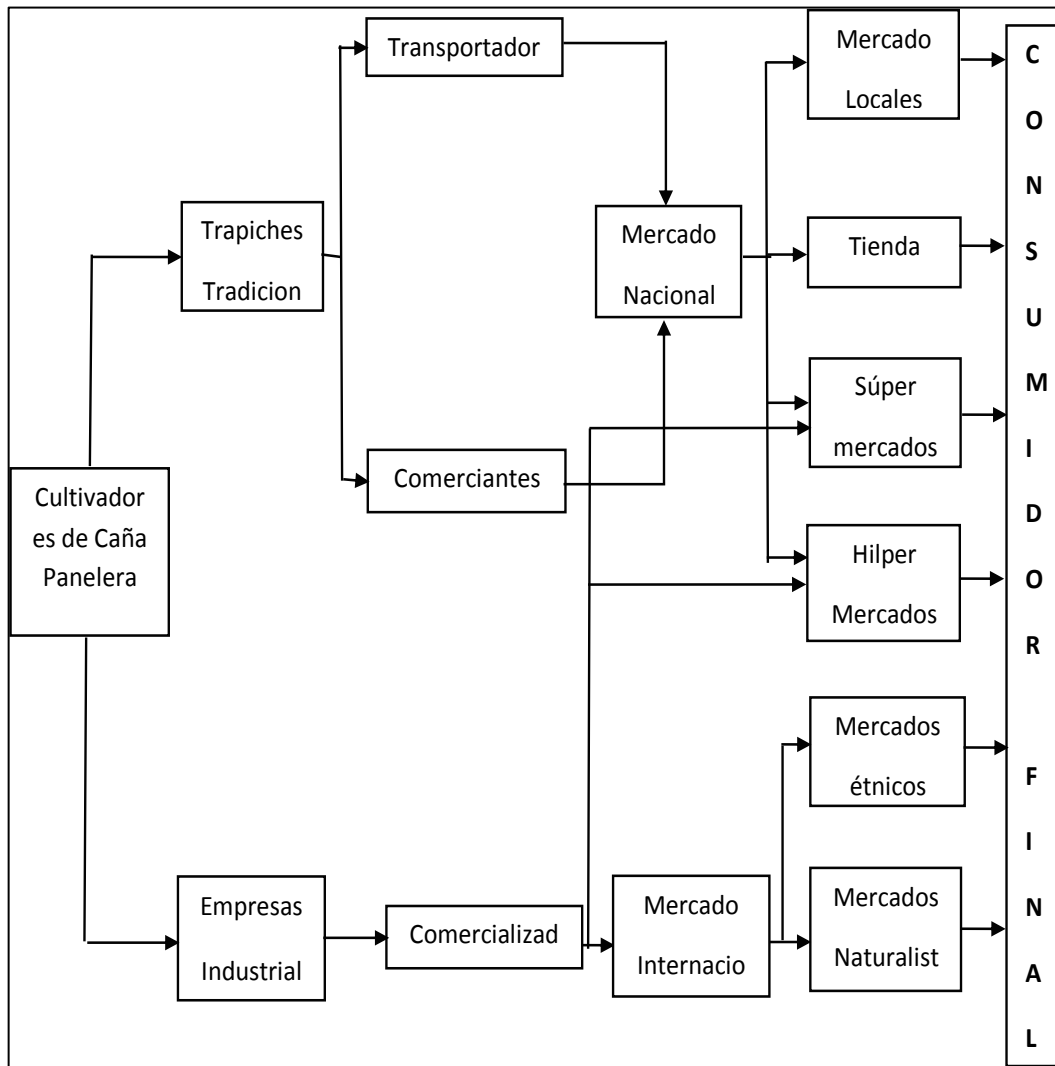 Transportador
Mercado
Locales
Trapiches
Tradicion
Mercado
Nacional
Tienda
Súper
mercados
Comerciantes
Cultivador
es de Caña
Panelera
Hilper
Mercados
Mercados
étnicos
Empresas
Industrial
Comercializad
Mercado
Internacio
Mercados
Naturalist
C
O
N
S
U
M
I
D
O
R
F
I
N
A
L